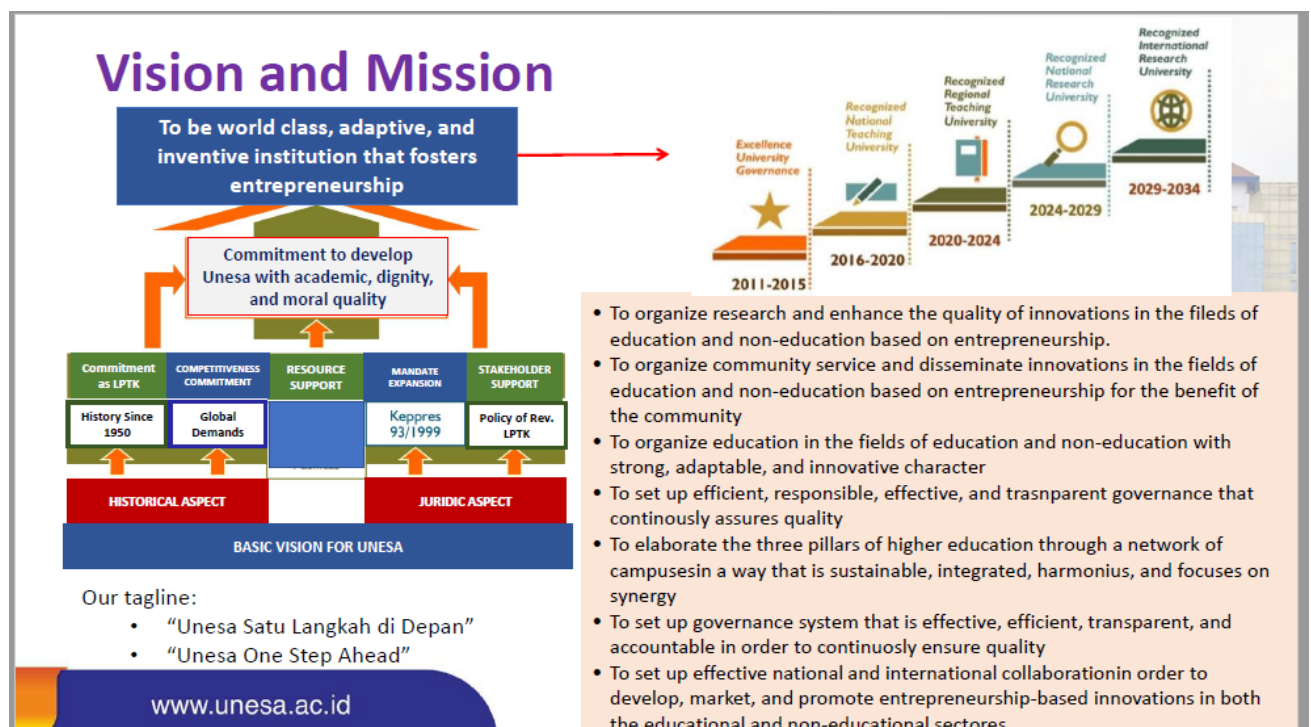 Vision and Mission
To be world class, adaptive, and
inventive institution that fosters
entrepreneurship
Commitment to develop
Unesa with academic, dignity,
and moral quality
Commitment
as LPTK
COMPETITIVENESS
COMMITMENT
RESOURCE
SUPPORT
MANDATE
EXPANSION
STAKEHOLDER
SUPPORT
History Since
1950
Global
Demands
Keppres
93/1999
Policy of Rev.
LPTK
HISTORICAL ASPECT
JURIDIC ASPECT
BASIC VISION FOR UNESA
Our tagline:
• “Unesa Satu Langkah di Depan”
• “Unesa One Step Ahead”
www.unesa.ac.id
Excellence
University
Governance
2011-2015
Recognized
National
Teaching
University
2016-2020
Recognized
Regional
Teaching
University
2020-2024
Recognized
National
Research
University
2024-2029
Recognized
International
Research
University
2029-2034
• To organize research and enhance the quality of innovations in the fileds of
education and non-education based on entrepreneurship.
• To organize community service and disseminate innovations in the fields of
education and non-education based on entrepreneurship for the benefit of
the community
• To organize education in the fields of education and non-education with
strong, adaptable, and innovative character
• To set up efficient, responsible, effective, and trasnparent governance that
continously assures quality
• To elaborate the three pillars of higher education through a network of
campusesin a way that is sustainable, integrated, harmonius, and focuses on
synergy
• To set up governance system that is effective, efficient, transparent, and
accountable in order to continuosly ensure quality
• To set up effective national and international collaborationin order to
develop, market, and promote entrepreneurship-based innovations in both
the educational and non-educational sectores